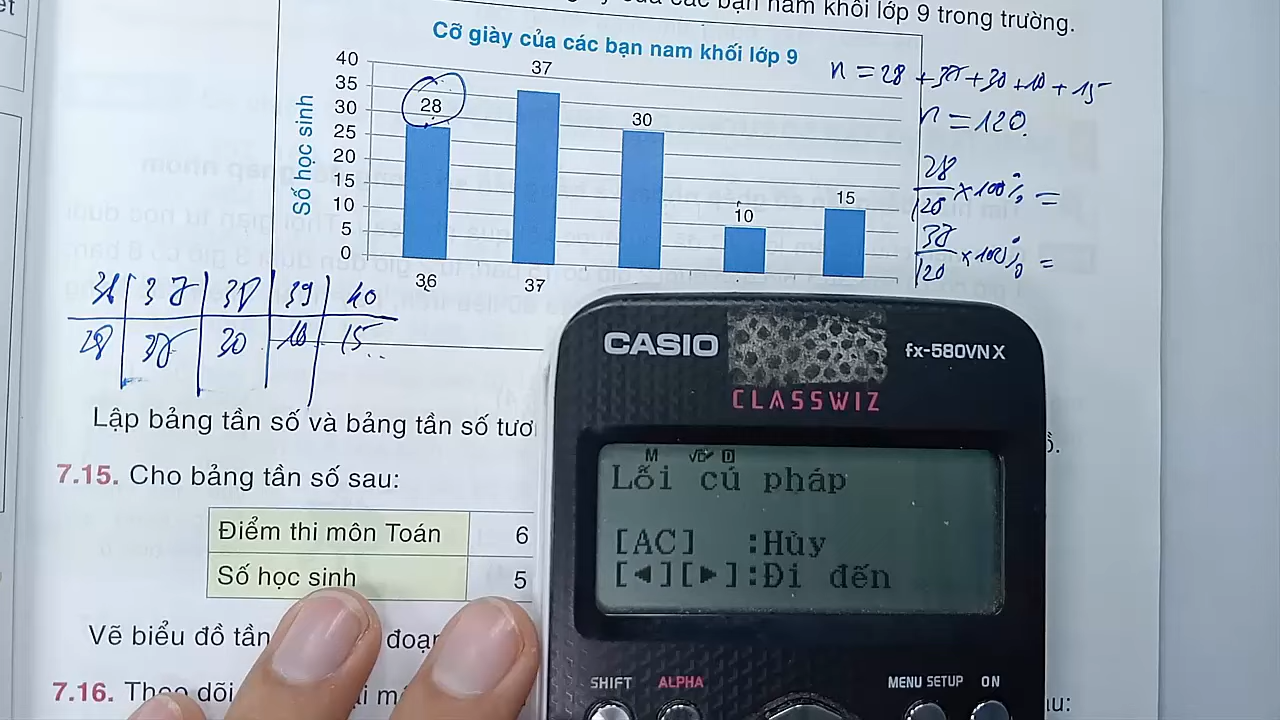 của các bạn nam khối lớp 9 trong trường.
Cỡ giày của các bạn nam khối lớp 9
Số học sinh
40
35
30
25
20
15
10
5
0
28
37
30
10
15
36
37
n = 28 + 37 + 30 + 10 + 15
n = 120.
28/120 × 100% =
37/120 × 100% =
36 37 38 39 40
28 37 30 10 15
Lập bảng tần số và bảng tần số tươ
7.15. Cho bảng tần số sau:
Điểm thi môn Toán 6
Số học sinh 5
Vẽ biểu đồ tần đoạ
7.16. Theo dõi
CASIO
fx-580VN X
CLASSWIZ
M √ D
Lỗi cú pháp
[AC] :Hủy
[◄][►]:Đi đến
SHIFT ALPHA MENU SETUP ON